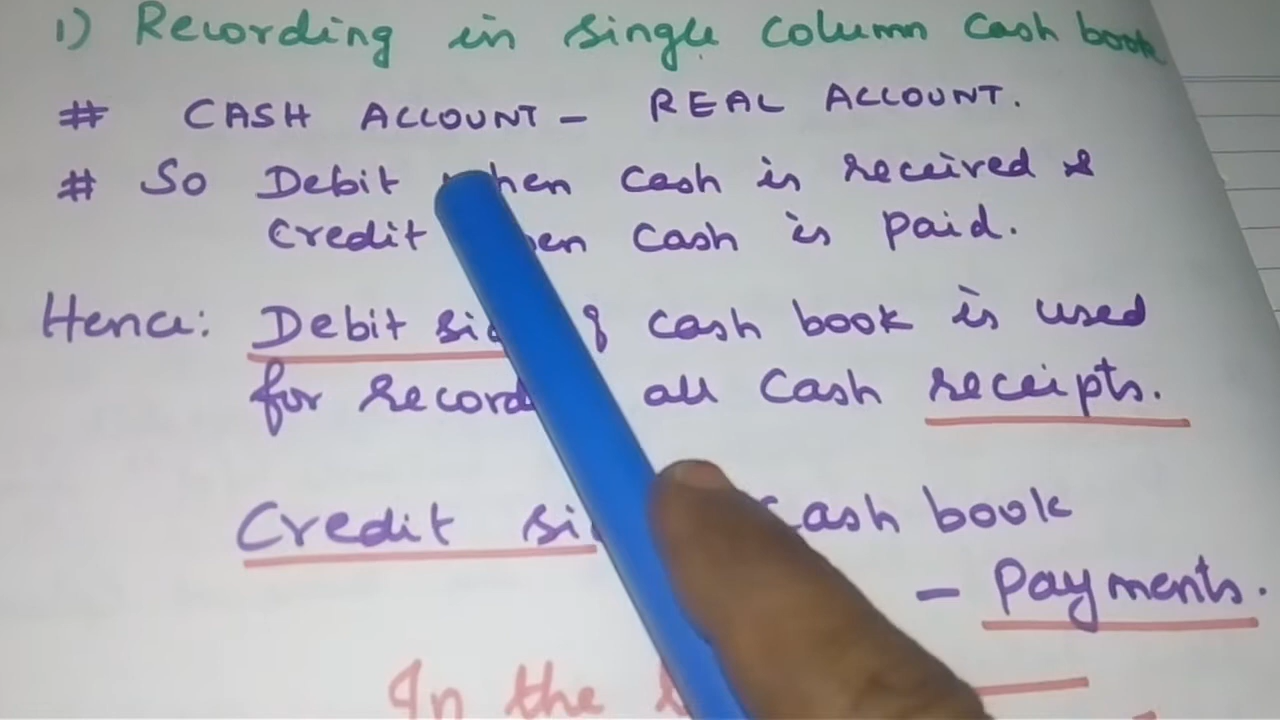 1) Recording in single column cash book
# CASH ACCOUNT - REAL ACCOUNT.
# So Debit when cash is received &
credit when cash is paid.
Hence: Debit side of cash book is used
for record all cash receipts.
Credit side cash book
- Payments.
In the